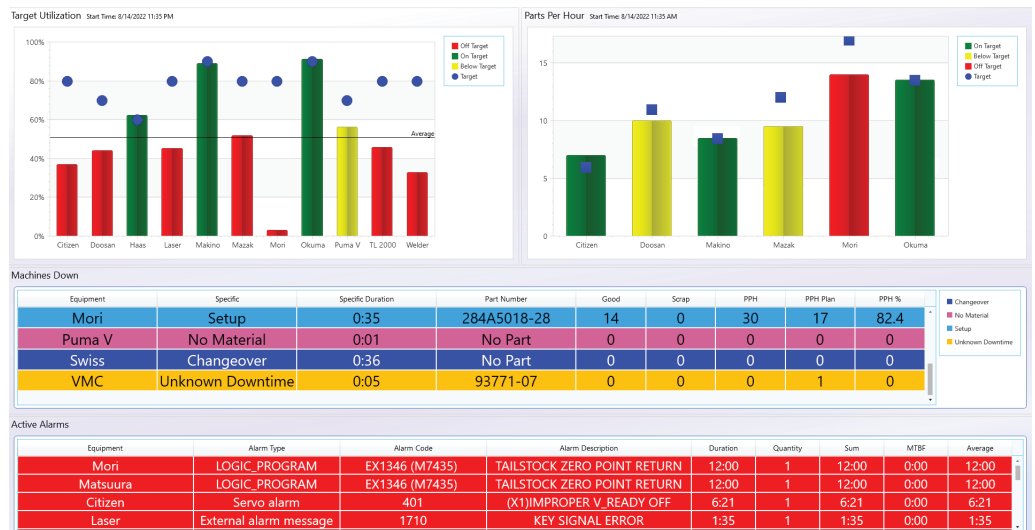 Target Utilization Start Time: 8/14/2022 11:35 PM
100%
80%
60%
40%
20%
0%
Average
Citizen Doosan Haas Laser Makino Mazak Mori Okuma Puma V TL 2000 Welder
Off Target
On Target
Below Target
Target
Parts Per Hour Start Time: 8/14/2022 11:35 AM
15
10
5
0
Citizen Doosan Makino Mazak Mori Okuma
On Target
Below Target
Off Target
Target
Machines Down
Equipment Specific Specific Duration Part Number Good Scrap PPH PPH Plan PPH %
Mori Setup 0:35 284A5018-28 14 0 30 17 82.4
Puma V No Material 0:01 No Part 0 0 0 0 0
Swiss Changeover 0:36 No Part 0 0 0 0 0
VMC Unknown Downtime 0:05 93771-07 0 0 0 1 0
Changeover
No Material
Setup
Unknown Downtime
Active Alarms
Equipment Alarm Type Alarm Code Alarm Description Duration Quantity Sum MTBF Average
Mori LOGIC_PROGRAM EX1346 (M7435) TAILSTOCK ZERO POINT RETURN 12:00 1 12:00 0:00 12:00
Matsuura LOGIC_PROGRAM EX1346 (M7435) TAILSTOCK ZERO POINT RETURN 12:00 1 12:00 0:00 12:00
Citizen Servo alarm 401 (X1)IMPROPER V_READY OFF 6:21 1 6:21 0:00 6:21
Laser External alarm message 1710 KEY SIGNAL ERROR 1:35 1 1:35 0:00 1:35